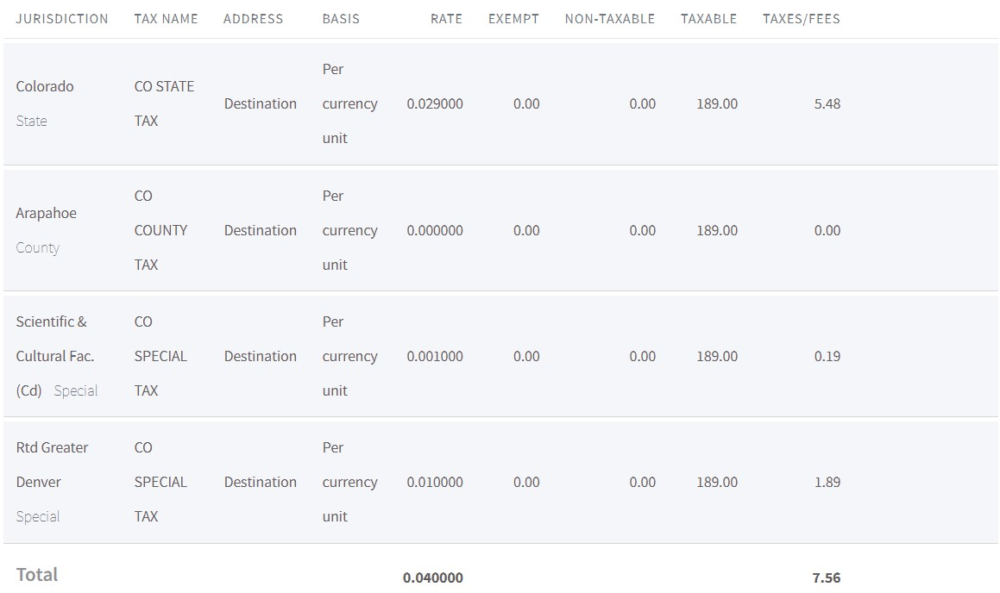 JURISDICTION TAX NAME ADDRESS BASIS RATE EXEMPT NON-TAXABLE TAXABLE TAXES/FEES
Per
Colorado CO STATE
Destination currency 0.029000 0.00 0.00 189.00 5.48
State TAX
unit
CO Per
Arapahoe
COUNTY Destination currency 0.000000 0.00 0.00 189.00 0.00
County
TAX unit
Scientific & CO Per
Cultural Fac. SPECIAL Destination currency 0.001000 0.00 0.00 189.00 0.19
(Cd) Special TAX unit
Rtd Greater CO Per
Denver SPECIAL Destination currency 0.010000 0.00 0.00 189.00 1.89
Special TAX unit
Total 0.040000 7.56